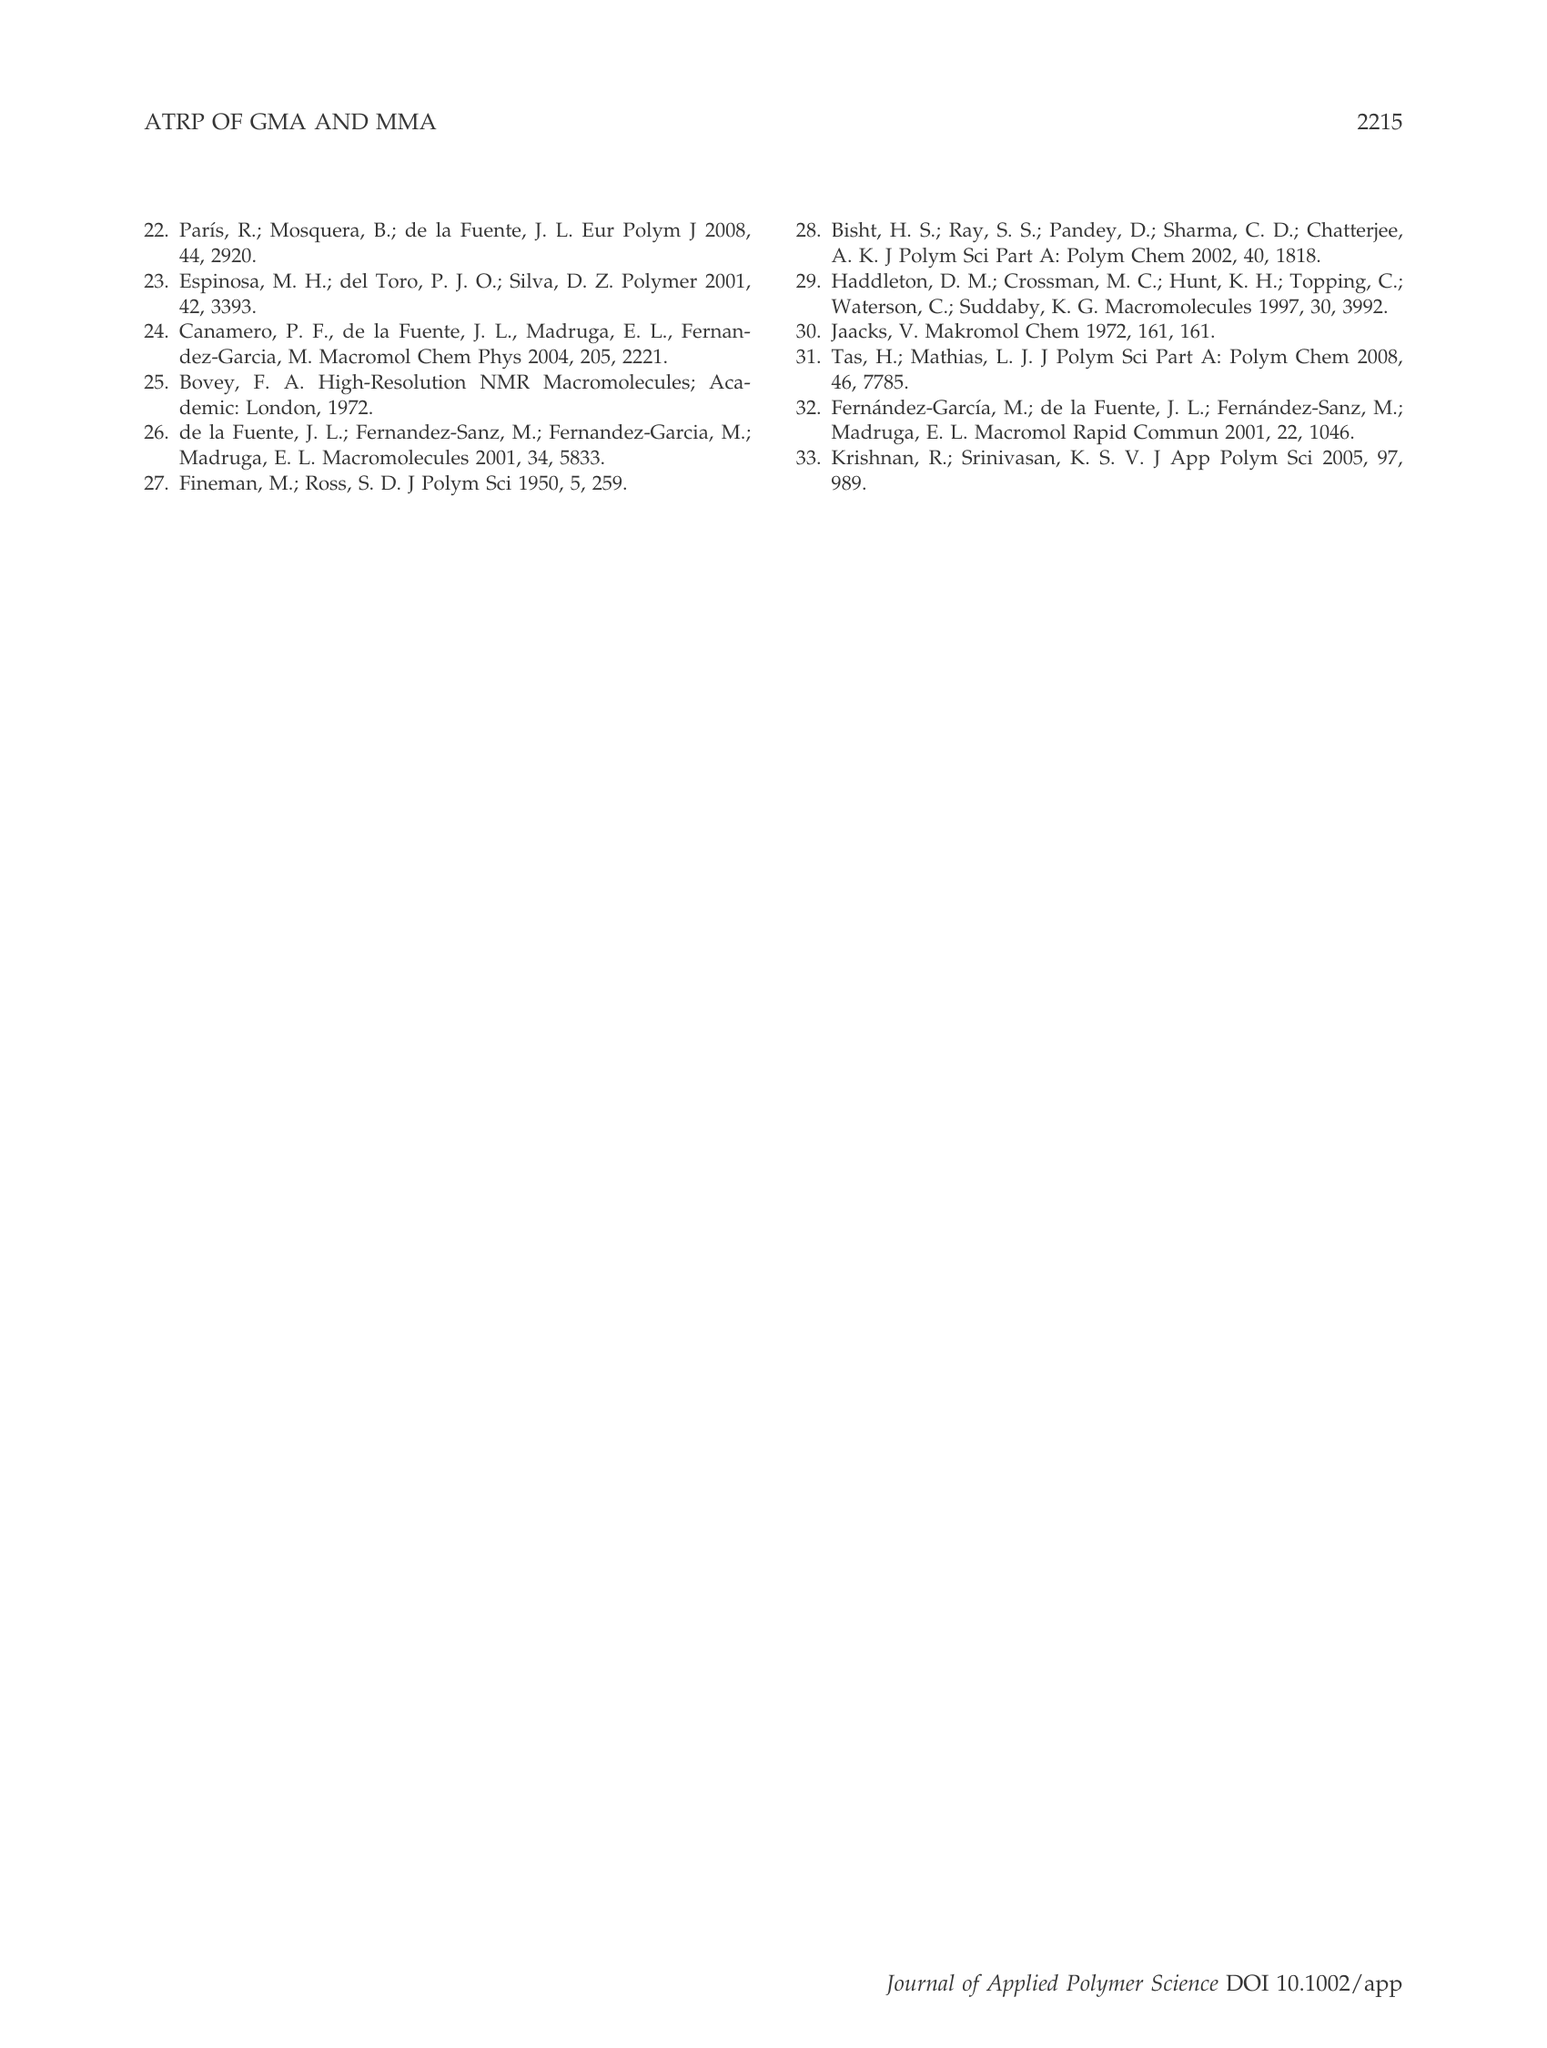 ATRP OF GMA AND MMA
2215
22. París, R.; Mosquera, B.; de la Fuente, J. L. Eur Polym J 2008,
44, 2920.
23. Espinosa, M. H.; del Toro, P. J. O.; Silva, D. Z. Polymer 2001,
42, 3393.
24. Canamero, P. F., de la Fuente, J. L., Madruga, E. L., Fernan-
dez-Garcia, M. Macromol Chem Phys 2004, 205, 2221.
25. Bovey, F. A. High-Resolution NMR Macromolecules; Aca-
demic: London, 1972.
26. de la Fuente, J. L.; Fernandez-Sanz, M.; Fernandez-Garcia, M.;
Madruga, E. L. Macromolecules 2001, 34, 5833.
27. Fineman, M.; Ross, S. D. J Polym Sci 1950, 5, 259.
28. Bisht, H. S.; Ray, S. S.; Pandey, D.; Sharma, C. D.; Chatterjee,
A. K. J Polym Sci Part A: Polym Chem 2002, 40, 1818.
29. Haddleton, D. M.; Crossman, M. C.; Hunt, K. H.; Topping, C.;
Waterson, C.; Suddaby, K. G. Macromolecules 1997, 30, 3992.
30. Jaacks, V. Makromol Chem 1972, 161, 161.
31. Tas, H.; Mathias, L. J. J Polym Sci Part A: Polym Chem 2008,
46, 7785.
32. Fernández-García, M.; de la Fuente, J. L.; Fernández-Sanz, M.;
Madruga, E. L. Macromol Rapid Commun 2001, 22, 1046.
33. Krishnan, R.; Srinivasan, K. S. V. J App Polym Sci 2005, 97,
989.
Journal of Applied Polymer Science DOI 10.1002/app